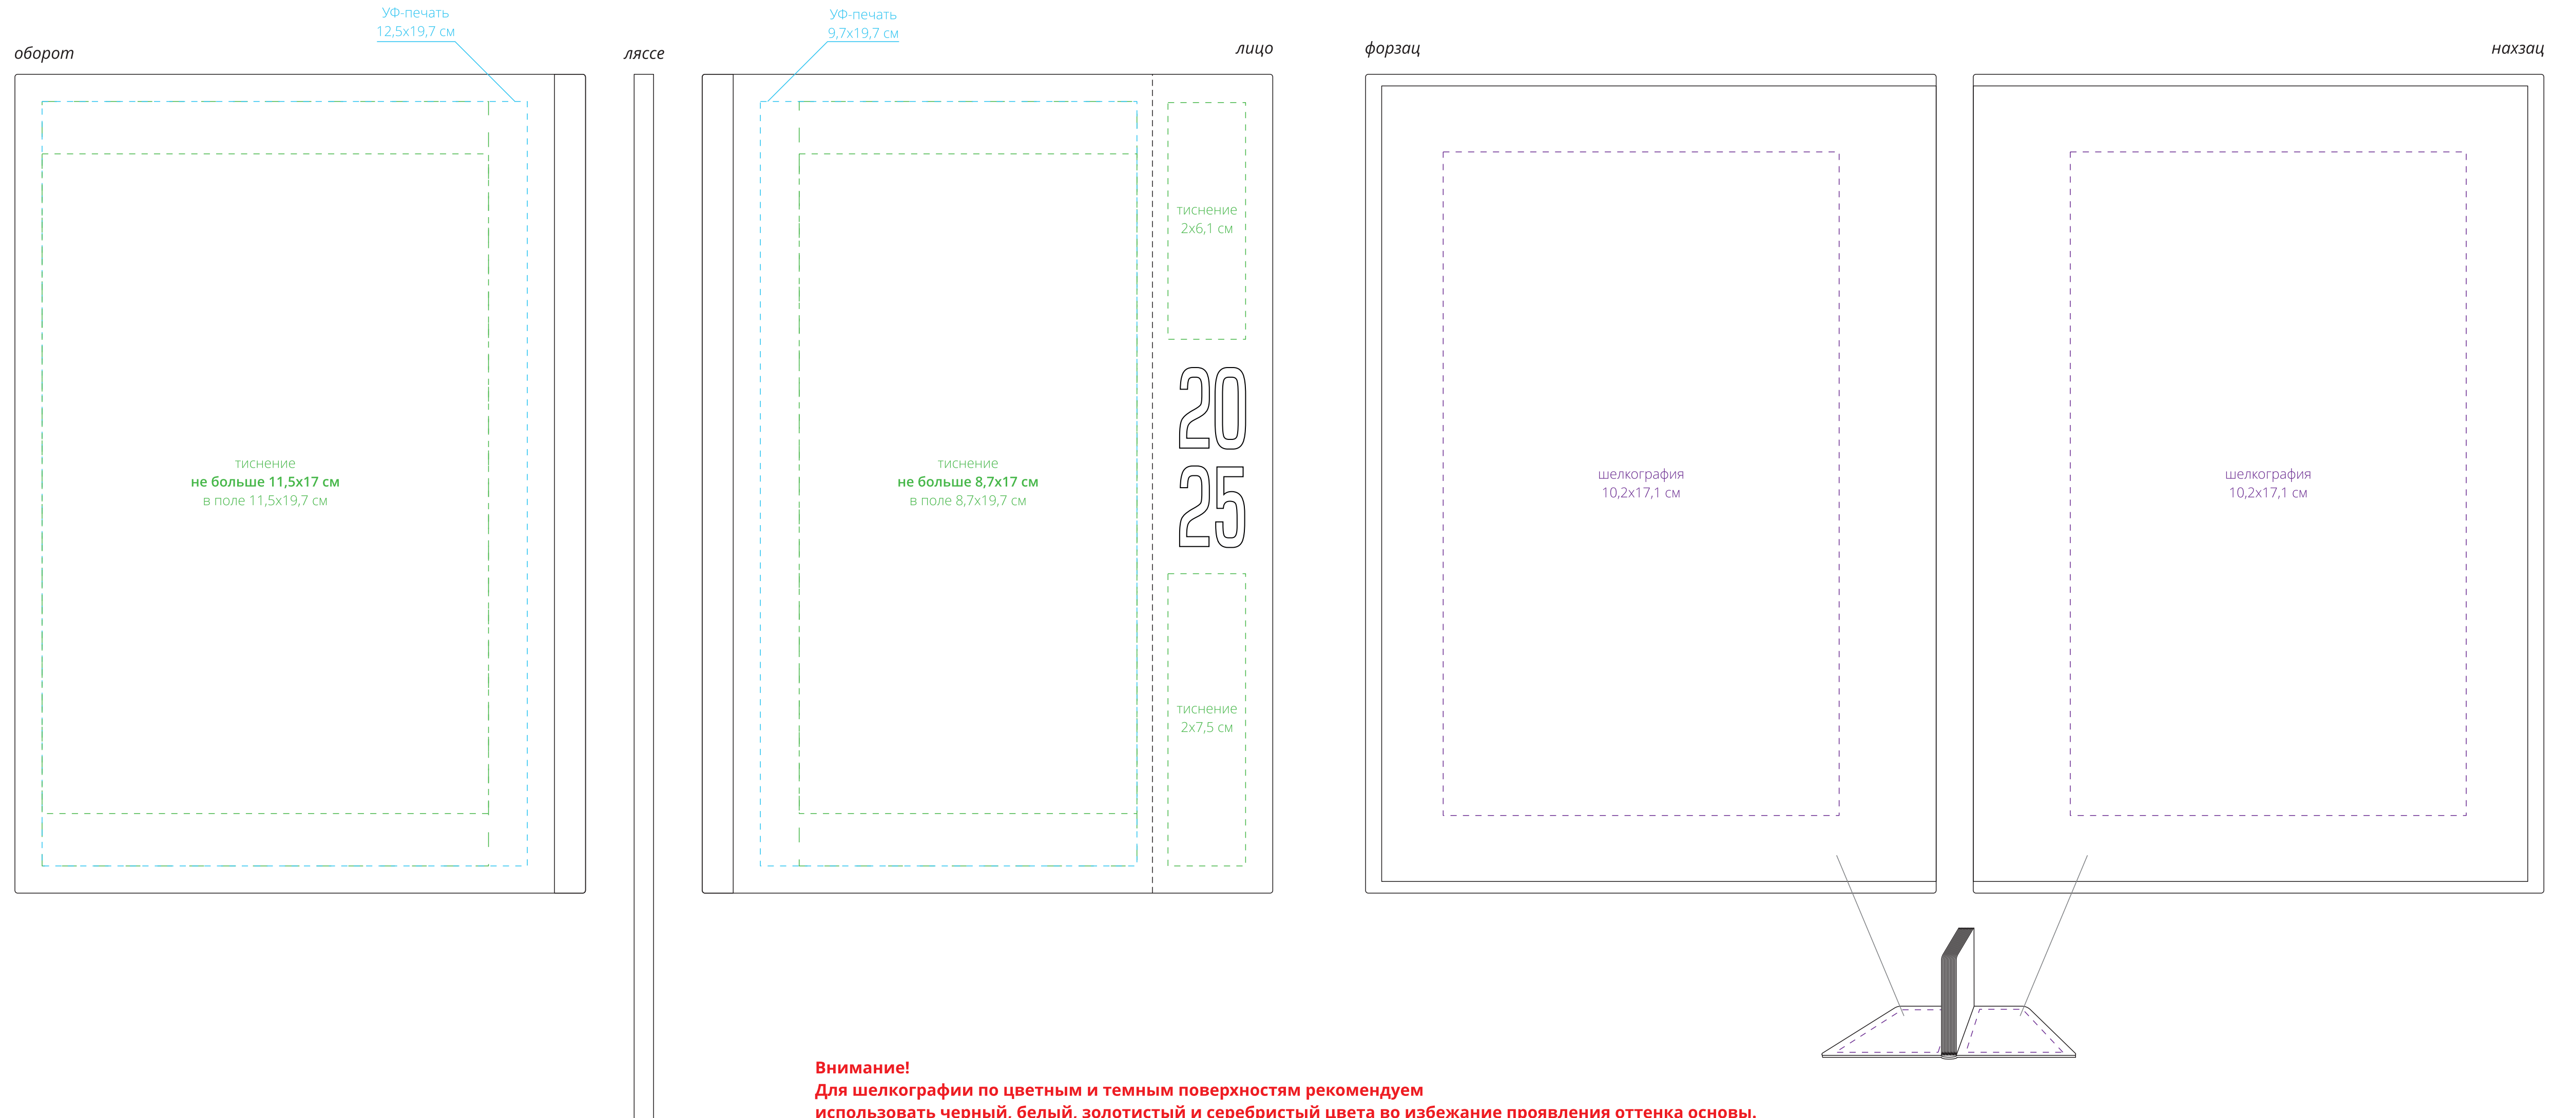 УФ-печать
12,5x19,7 см
УФ-печать
9,7x19,7 см
оборот
ляссе
лицо
форзац
нахзац
тиснение
не больше 11,5x17 см
в поле 11,5x19,7 см
тиснение
не больше 8,7x17 см
в поле 8,7x19,7 см
тиснение
2x6,1 см
20
25
тиснение
2x7,5 см
шелкография
10,2x17,1 см
шелкография
10,2x17,1 см
Внимание!
Для шелкографии по цветным и темным поверхностям рекомендуем
использовать черный, белый, золотистый и серебристый цвета во избежание проявления оттенка основы.